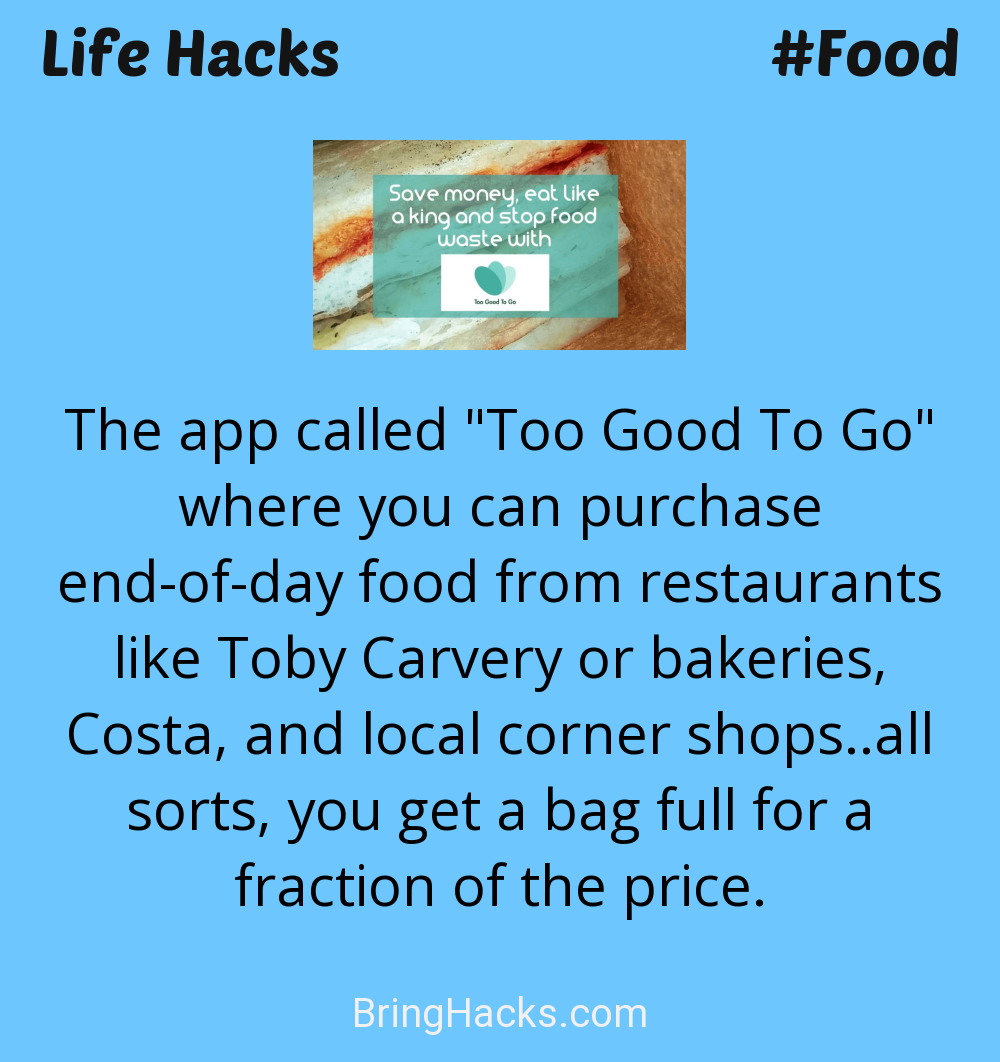 Life Hacks #Food
Save money, eat like
a king and stop food
waste with
Too Good To Go
The app called "Too Good To Go"
where you can purchase
end-of-day food from restaurants
like Toby Carvery or bakeries,
Costa, and local corner shops..all
sorts, you get a bag full for a
fraction of the price.
BringHacks.com